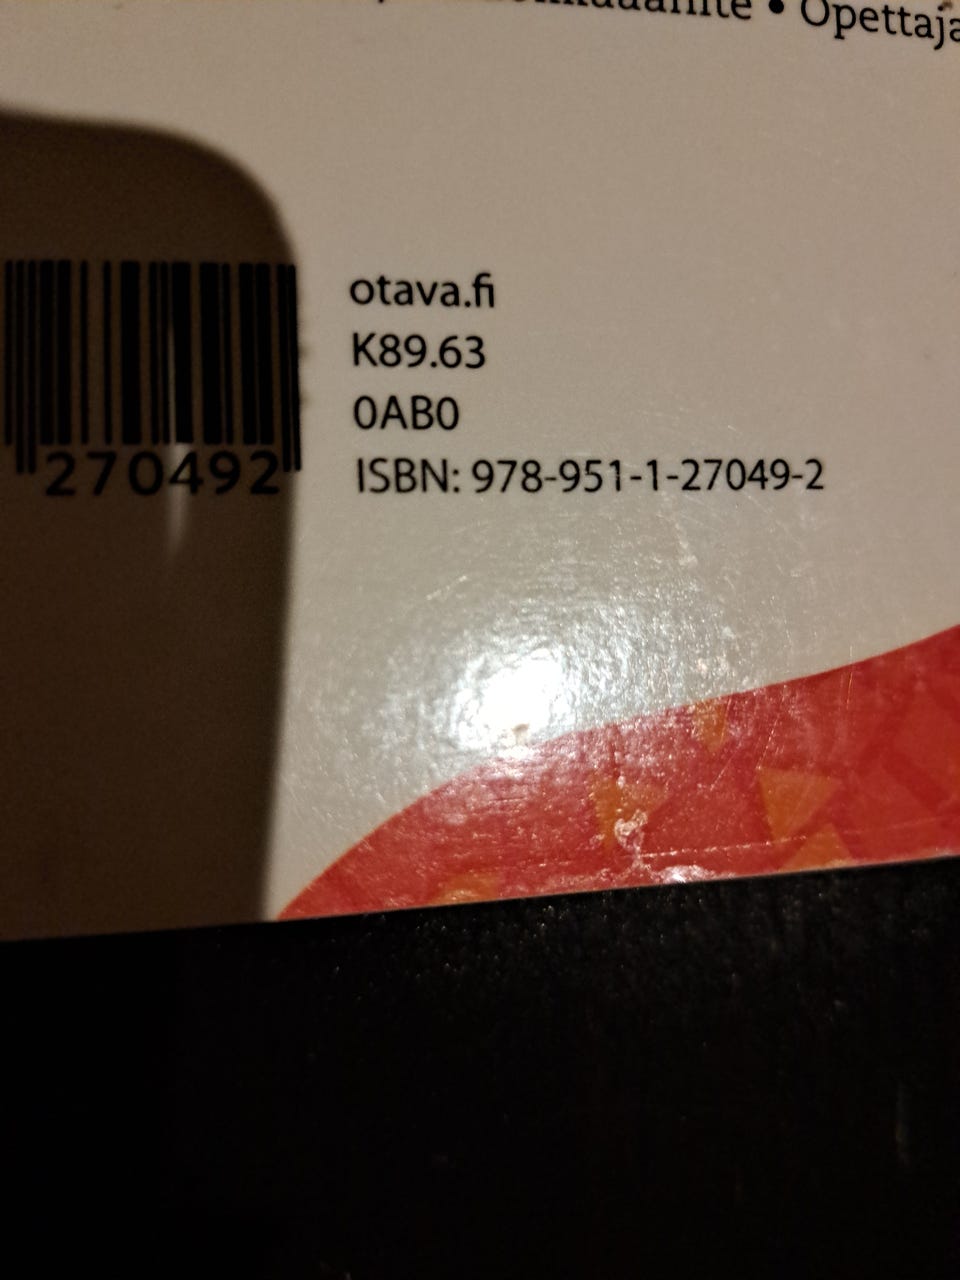 • Opettaja
otava.fi
K89.63
0AB0
270492
ISBN: 978-951-1-27049-2